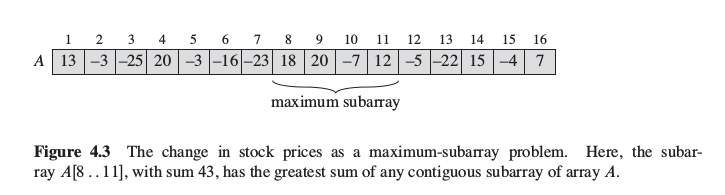 1 2 3 4 5 6 7 8 9 10 11 12 13 14 15 16
A 13 –3 –25 20 –3 –16 –23 18 20 –7 12 –5 –22 15 –4 7
maximum subarray
Figure 4.3 The change in stock prices as a maximum-subarray problem. Here, the subar-
ray A[8 . . 11], with sum 43, has the greatest sum of any contiguous subarray of array A.